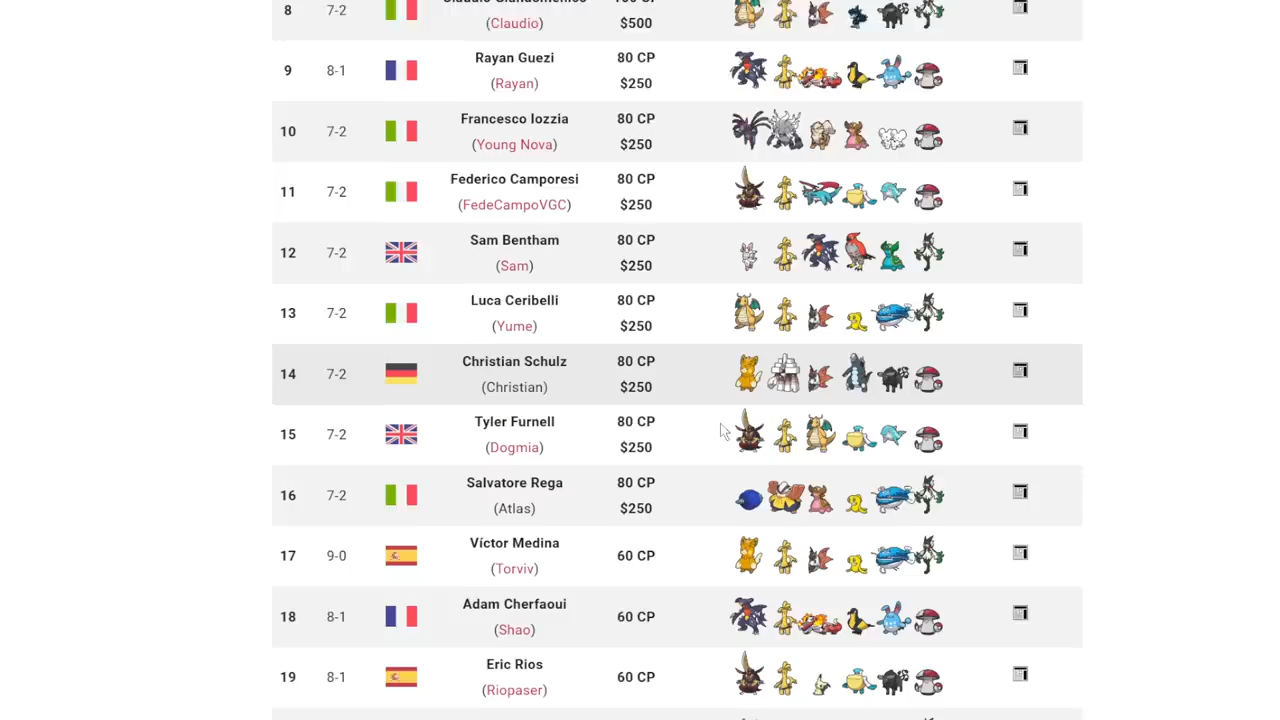 8 7-2 (Claudio) $500
9 8-1 Rayan Guezi 80 CP
(Rayan) $250
10 7-2 Francesco Iozzia 80 CP
(Young Nova) $250
11 7-2 Federico Camporesi 80 CP
(FedeCampoVGC) $250
12 7-2 Sam Bentham 80 CP
(Sam) $250
13 7-2 Luca Ceribelli 80 CP
(Yume) $250
14 7-2 Christian Schulz 80 CP
(Christian) $250
15 7-2 Tyler Furnell 80 CP
(Dogmia) $250
16 7-2 Salvatore Rega 80 CP
(Atlas) $250
17 9-0 Víctor Medina 60 CP
(Torviv)
18 8-1 Adam Cherfaoui 60 CP
(Shao)
19 8-1 Eric Rios 60 CP
(Riopaser)